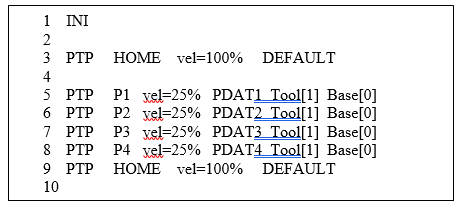 1 INI
2
3 PTP HOME vel=100% DEFAULT
4
5 PTP P1 vel=25% PDAT1 Tool[1] Base[0]
6 PTP P2 vel=25% PDAT2 Tool[1] Base[0]
7 PTP P3 vel=25% PDAT3 Tool[1] Base[0]
8 PTP P4 vel=25% PDAT4 Tool[1] Base[0]
9 PTP HOME vel=100% DEFAULT
10